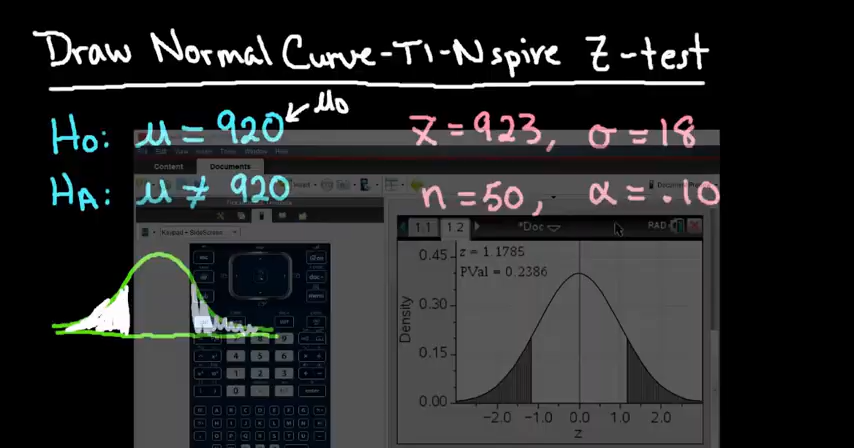 Draw Normal Curve-TI-Nspire Z-test
H₀: μ = 920 ← μ₀
x̄ = 923, σ = 18
Content Documents
Hₐ: μ ≠ 920
n = 50, α = .10
1.1 1.2 *Doc RAD
z = 1.1785
PVal = 0.2386
0.45
0.30
0.15
0.00
Density
-2.0 -1.0 0.0 1.0 2.0
z